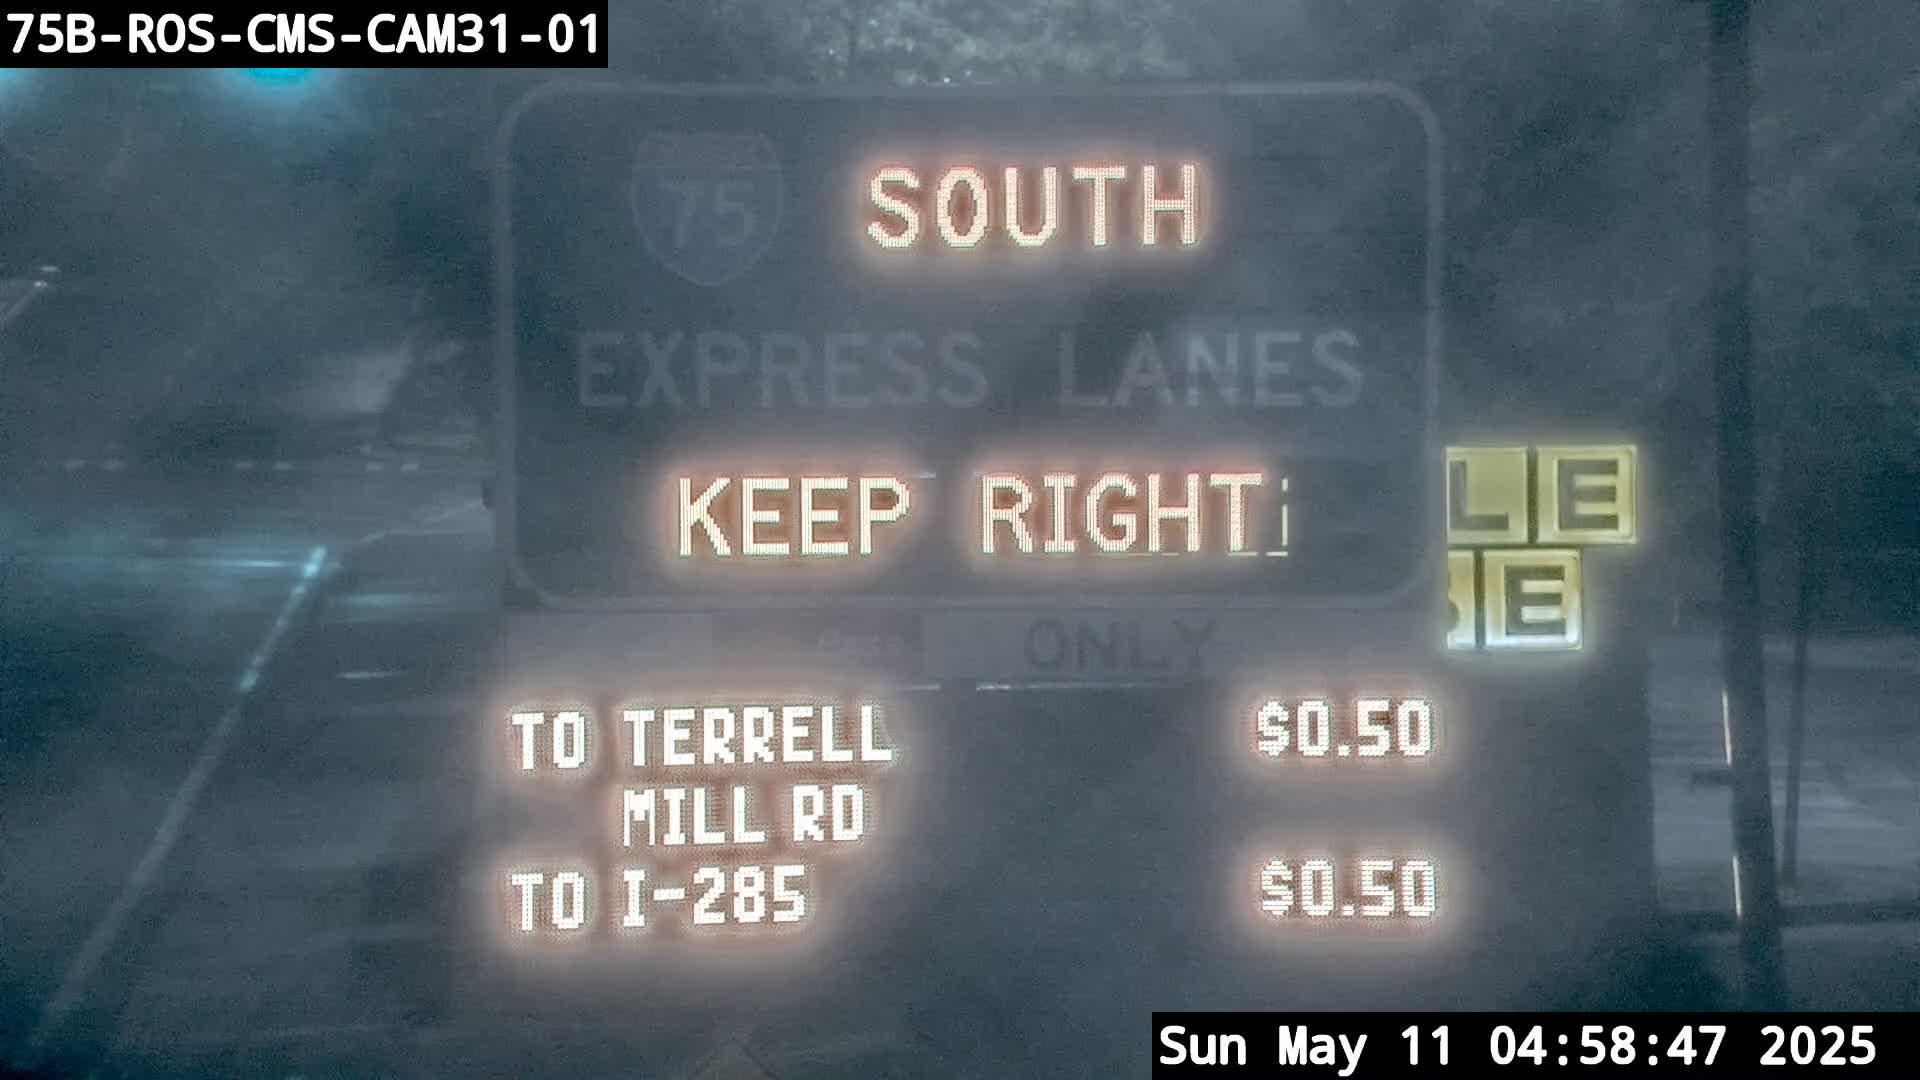 75B-ROS-CMS-CAM31-01
75 SOUTH
EXPRESS LANES
KEEP RIGHT
LE
E
ONLY
TO TERRELL $0.50
MILL RD
TO I-285 $0.50
Sun May 11 04:58:47 2025